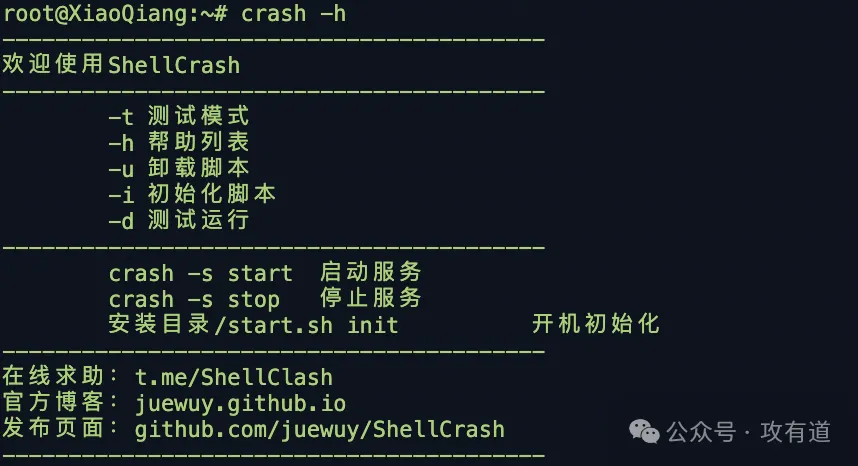 root@XiaoQiang:~# crash -h
-----------------------------------------
欢迎使用ShellCrash
-----------------------------------------
-t 测试模式
-h 帮助列表
-u 卸载脚本
-i 初始化脚本
-d 测试运行
-----------------------------------------
crash -s start 启动服务
crash -s stop 停止服务
安装目录/start.sh init 开机初始化
-----------------------------------------
在线求助：t.me/ShellClash
官方博客：juewuy.github.io
发布页面：github.com/juewuy/ShellCrash
-----------------------------------------
公众号·攻有道